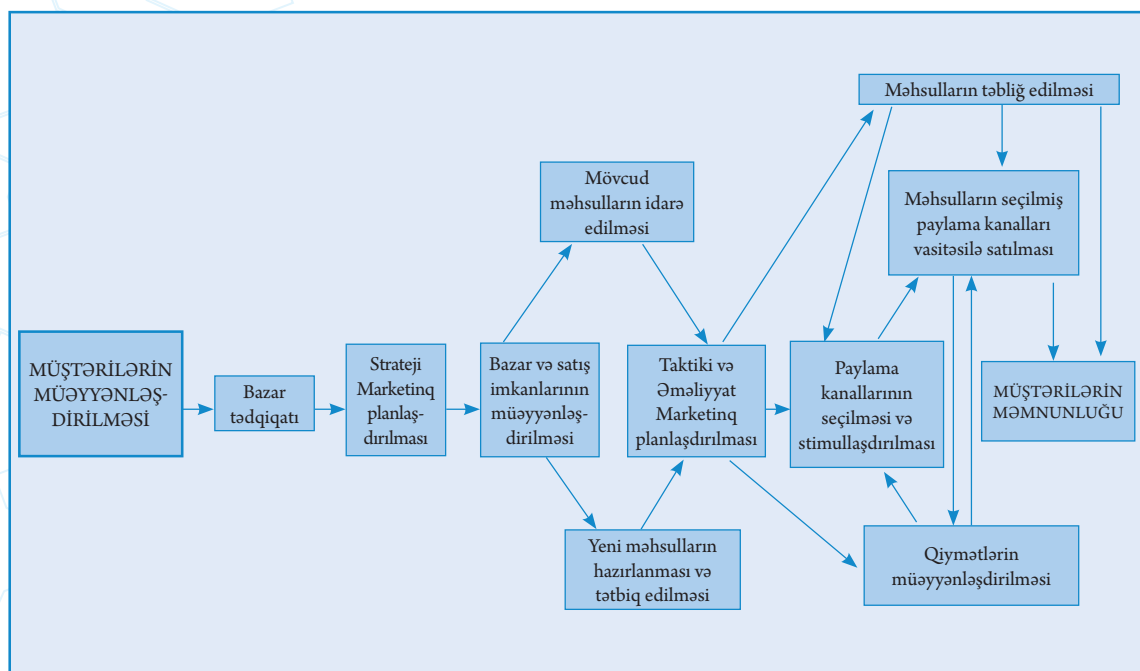 MÜŞTƏRİLƏRİN
MÜƏYYƏNLƏŞ-
DİRİLMƏSİ
Bazar
tədqiqatı
Strateji
Marketinq
planlaş-
dırılması
Bazar və satış
imkanlarının
müəyyənləş-
dirilməsi
Mövcud
məhsulların idarə
edilməsi
Yeni məhsulların
hazırlanması və
tətbiq edilməsi
Taktiki və
Əməliyyat
Marketinq
planlaşdırılması
Məhsulların təbliğ edilməsi
Paylama
kanallarının
seçilməsi və
stimullaşdırılması
Məhsulların seçilmiş
paylama kanalları
vasitəsilə satılması
Qiymətlərin
müəyyənləşdirilməsi
MÜŞTƏRİLƏRİN
MƏMNUNLUĞU